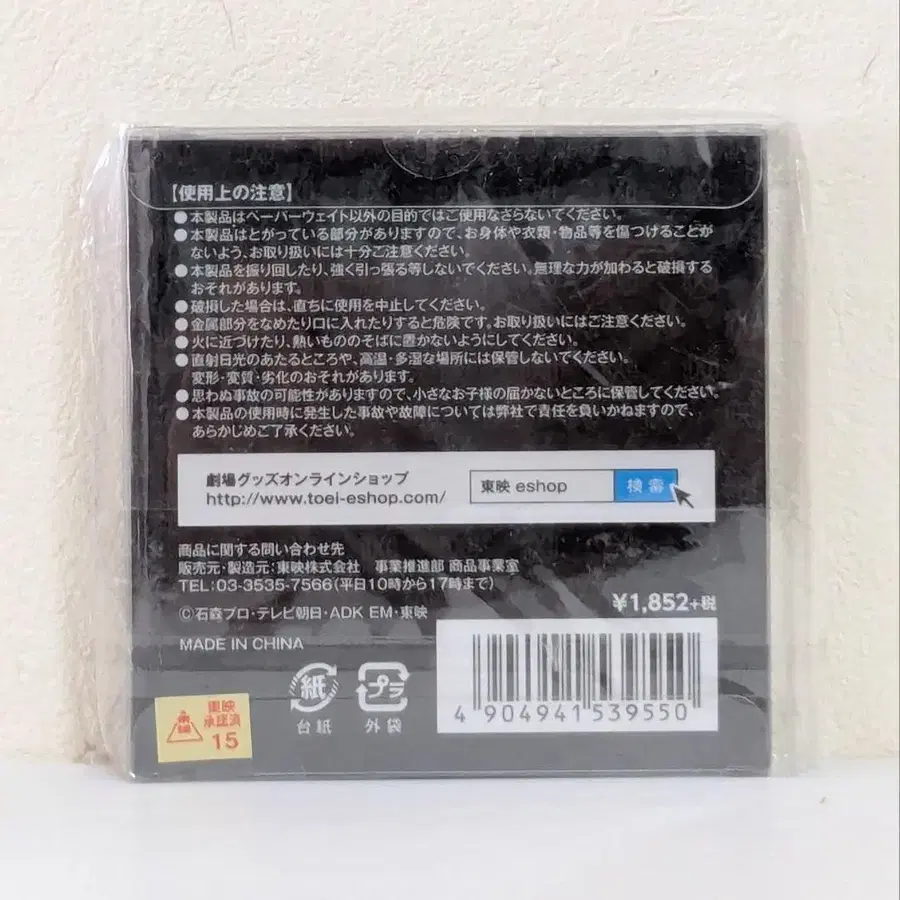 【使用上の注意】
●本製品はペーパーウェイト以外の目的ではご使用なさらないでください。
●本製品はとがっている部分がありますので、お身体や衣類・物品等を傷つけることが
ないよう、お取り扱いには十分ご注意ください。
●本製品を振り回したり、強く引っ張る等しないでください。無理な力が加わると破損する
おそれがあります。
●破損した場合は、直ちに使用を中止してください。
●金属部分をなめたり口に入れたりすると危険です。お取り扱いにはご注意ください。
●火に近づけたり、熱いもののそばに置かないようにしてください。
●直射日光のあたるところや、高温・多湿な場所には保管しないでください。
変形・変質・劣化のおそれがあります。
●思わぬ事故の可能性がありますので、小さなお子様の届かないところに保管してください。
●本製品の使用時に発生した事故や故障については弊社で責任を負いかねますので、
あらかじめご了承ください。
劇場グッズオンラインショップ
http://www.toei-eshop.com/
東映 eshop 検索
商品に関する問い合わせ先
販売元・製造元:東映株式会社 事業推進部 商品事業室
TEL:03-3535-7566(平日10時から17時まで)
¥1,852+税
©石森プロ・テレビ朝日・ADK EM・東映
MADE IN CHINA
紙
台紙
プラ
外袋
4 904941 539550
東映
東映
承認済
15